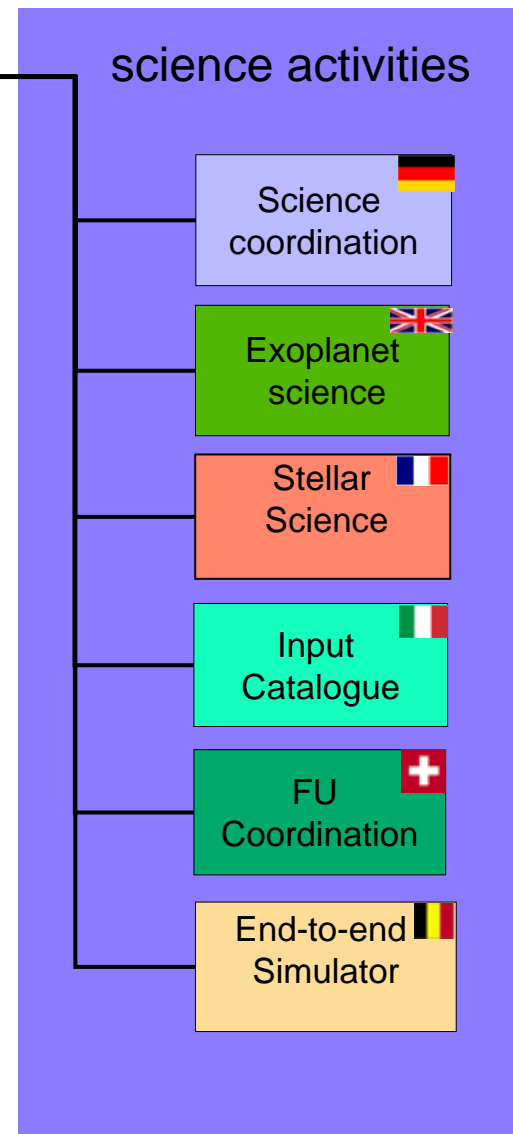 science activities
Science
coordination
Exoplanet
science
Stellar
Science
Input
Catalogue
FU
Coordination
End-to-end
Simulator